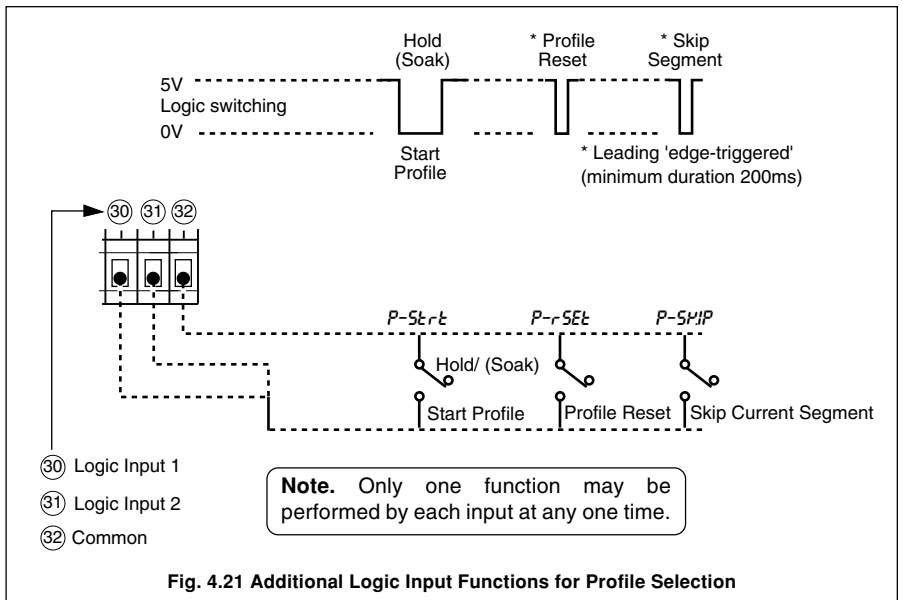 Hold
(Soak)
* Profile
Reset
* Skip
Segment
5V
Logic switching
0V
Start
Profile
* Leading 'edge-triggered'
(minimum duration 200ms)
30 31 32
P-Strt P-rSEt P-SKIP
Hold/ (Soak)
Start Profile Profile Reset Skip Current Segment
30 Logic Input 1
31 Logic Input 2
32 Common
Note. Only one function may be
performed by each input at any one time.
Fig. 4.21 Additional Logic Input Functions for Profile Selection